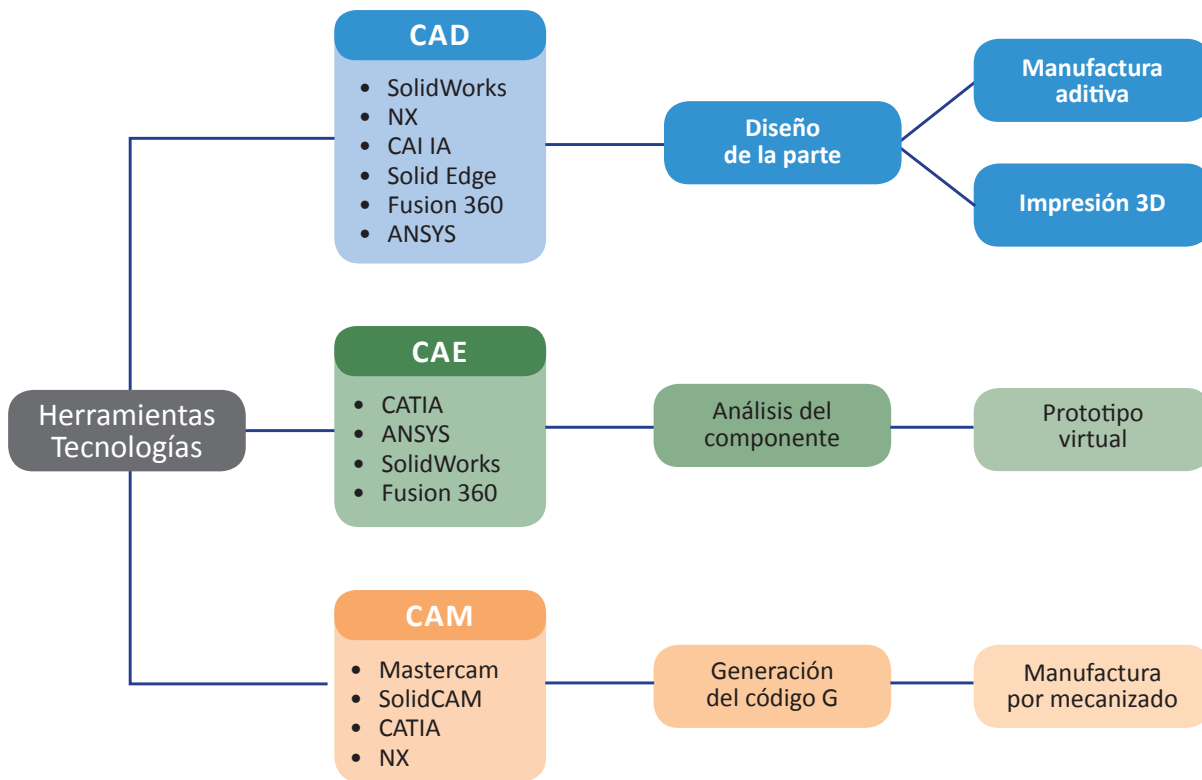 CAD
• SolidWorks
• NX
• CAI IA
• Solid Edge
• Fusion 360
• ANSYS
Diseño
de la parte
Manufactura
aditiva
Impresión 3D
Herramientas
Tecnologías
CAE
• CATIA
• ANSYS
• SolidWorks
• Fusion 360
Análisis del
componente
Prototipo
virtual
CAM
• Mastercam
• SolidCAM
• CATIA
• NX
Generación
del código G
Manufactura
por mecanizado